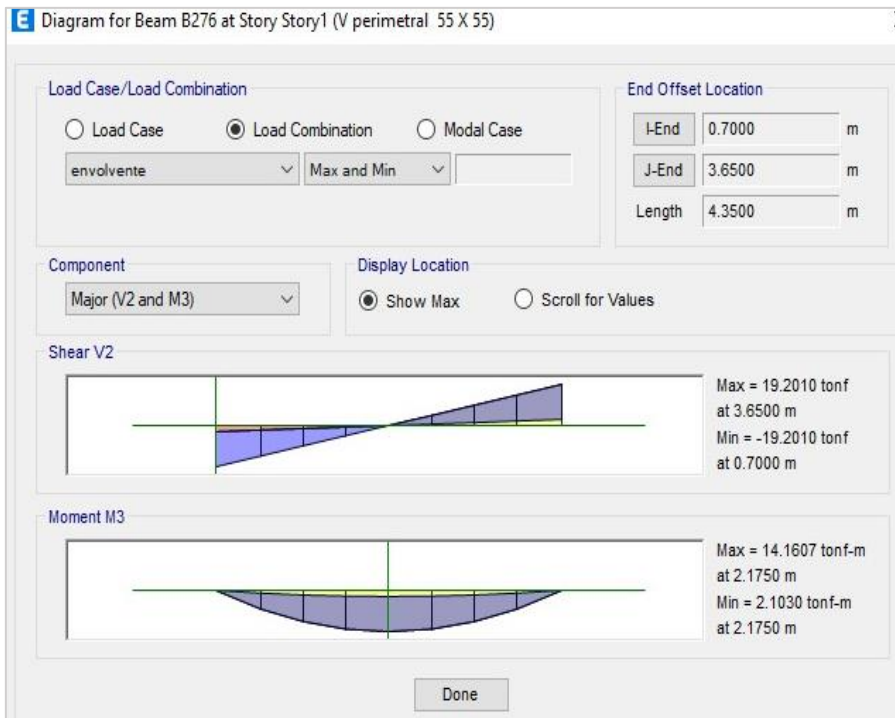 E Diagram for Beam B276 at Story Story1 (V perimetral 55 X 55)
Load Case/Load Combination
Load Case Load Combination Modal Case
envolvente Max and Min
End Offset Location
I-End 0.7000 m
J-End 3.6500 m
Length 4.3500 m
Component
Major (V2 and M3)
Display Location
Show Max Scroll for Values
Shear V2
Max = 19.2010 tonf
at 3.6500 m
Min = -19.2010 tonf
at 0.7000 m
Moment M3
Max = 14.1607 tonf-m
at 2.1750 m
Min = 2.1030 tonf-m
at 2.1750 m
Done